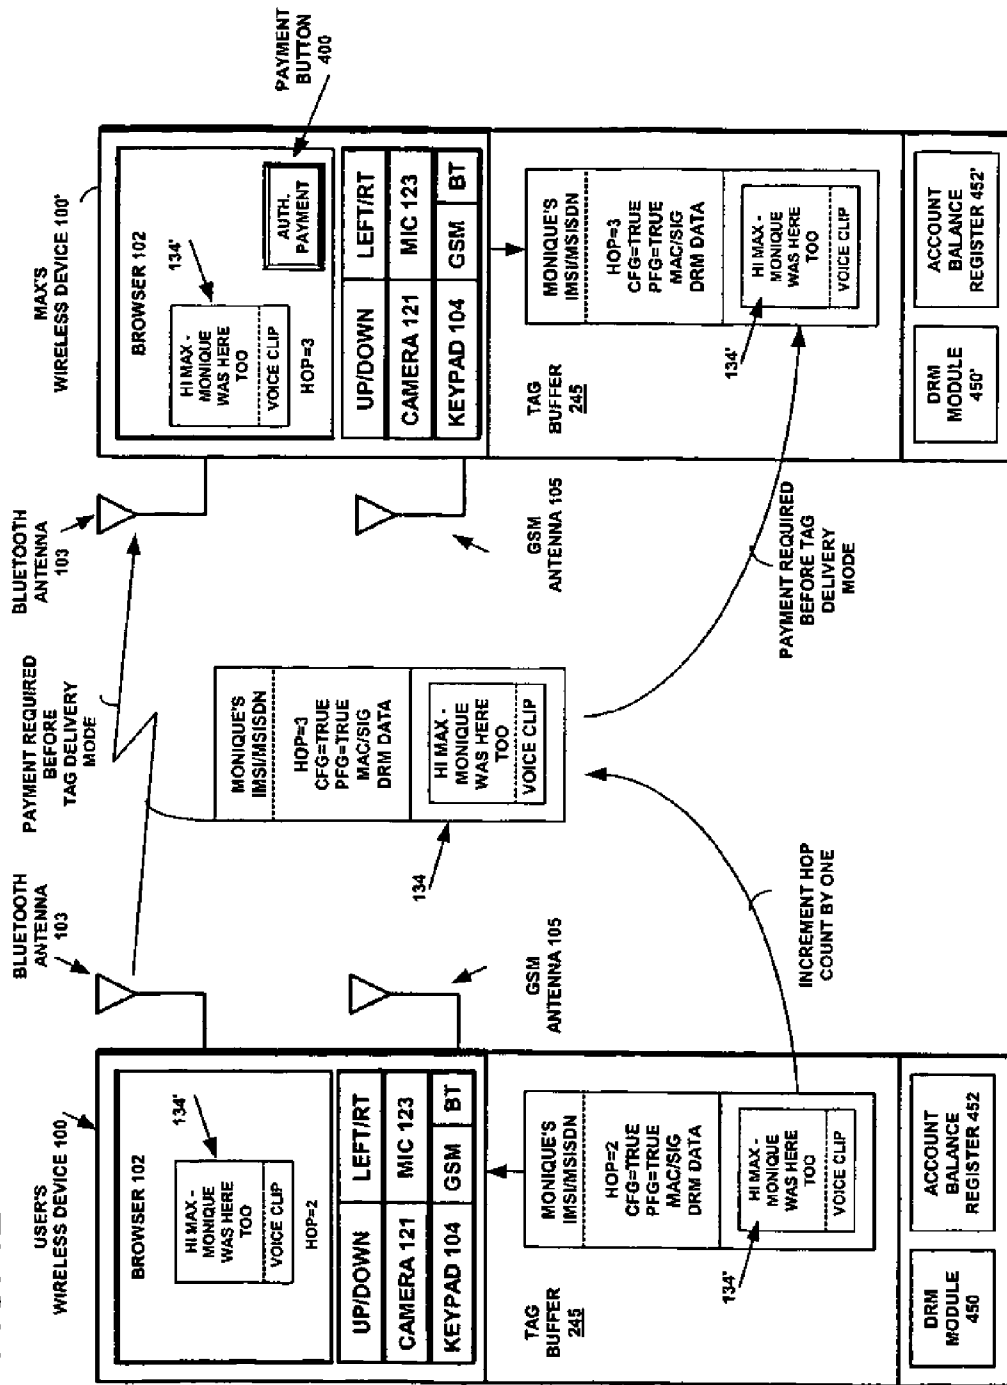 USER'S
WIRELESS DEVICE 100
BROWSER 102
134'
HI MAX -
MONIQUE
WAS HERE
TOO
VOICE CLIP
HOP=2
UP/DOWN
LEFT/RT
CAMERA 121
MIC 123
KEYPAD 104
GSM
BT
TAG
BUFFER
245
MONIQUE'S
IMSI/MSISDN
HOP=2
CFG=TRUE
PFG=TRUE
MAC/SIG
DRM DATA
134'
HI MAX -
MONIQUE
WAS HERE
TOO
VOICE CLIP
DRM
MODULE
450
ACCOUNT
BALANCE
REGISTER 452
BLUETOOTH
ANTENNA
103
GSM
ANTENNA 105
INCREMENT HOP
COUNT BY ONE
PAYMENT REQUIRED
BEFORE
TAG DELIVERY
MODE
MONIQUE'S
IMSI/MSISDN
HOP=3
CFG=TRUE
PFG=TRUE
MAC/SIG
DRM DATA
134
HI MAX -
MONIQUE
WAS HERE
TOO
VOICE CLIP
BLUETOOTH
ANTENNA
103
GSM
ANTENNA 105
PAYMENT REQUIRED
BEFORE TAG
DELIVERY
MODE
MAX'S
WIRELESS DEVICE 100'
BROWSER 102
134'
HI MAX -
MONIQUE
WAS HERE
TOO
VOICE CLIP
HOP=3
AUTH.
PAYMENT
PAYMENT
BUTTON
400
UP/DOWN
LEFT/RT
CAMERA 121
MIC 123
KEYPAD 104
GSM
BT
TAG
BUFFER
245
MONIQUE'S
IMSI/MSISDN
HOP=3
CFG=TRUE
PFG=TRUE
MAC/SIG
DRM DATA
134'
HI MAX -
MONIQUE
WAS HERE
TOO
VOICE CLIP
DRM
MODULE
450'
ACCOUNT
BALANCE
REGISTER 452'